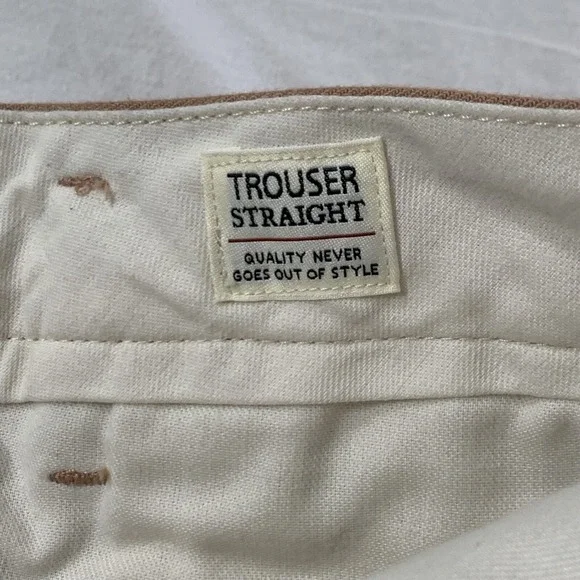 TROUSER
STRAIGHT
QUALITY NEVER
GOES OUT OF STYLE